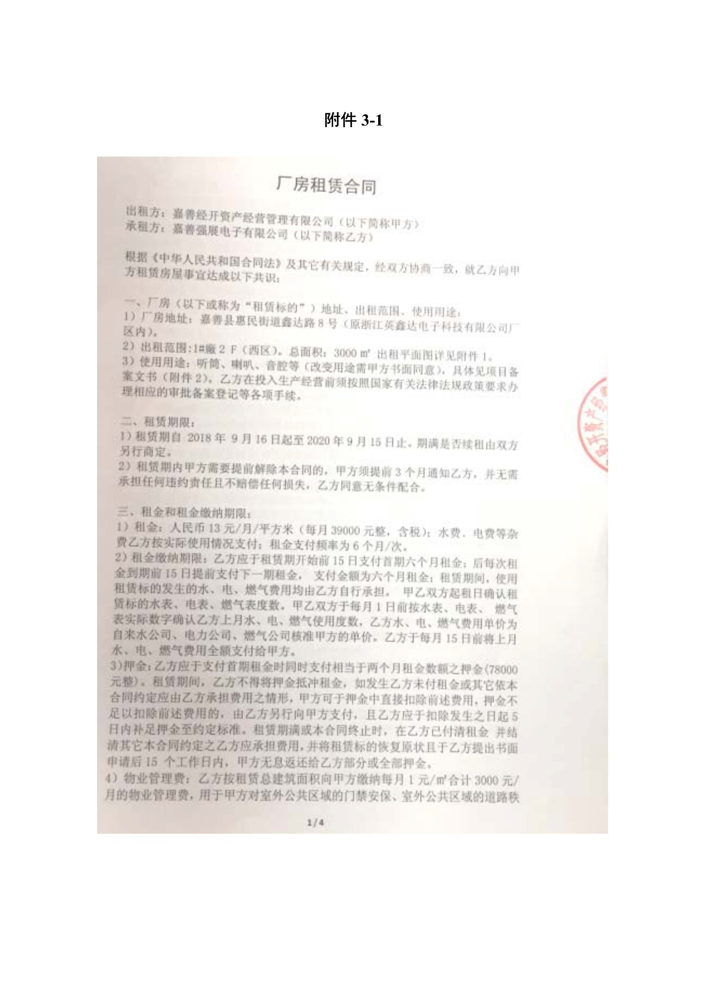 附件 3-1
厂房租赁合同
出租方：嘉善经开资产经营管理有限公司（以下简称甲方）
承租方：嘉善强展电子有限公司（以下简称乙方）
根据《中华人民共和国合同法》及其它有关规定，经双方协商一致，就乙方向甲
方租赁房屋事宜达成以下共识：
一、厂房（以下或称为“租赁标的”）地址、出租范围、使用用途：
1）厂房地址：嘉善县惠民街道鑫达路 8 号（原浙江英鑫达电子科技有限公司厂
区内）。
2）出租范围:1#廠 2 F（西区）。总面积：3000 ㎡ 出租平面图详见附件 1。
3）使用用途：听筒、喇叭、音腔等（改变用途需甲方书面同意），具体见项目备
案文书（附件 2）。乙方在投入生产经营前须按照国家有关法律法规政策要求办
理相应的审批备案登记等各项手续。
二、租赁期限：
1）租赁期自 2018 年 9 月 16 日起至 2020 年 9 月 15 日止。期满是否续租由双方
另行商定。
2）租赁期内甲方需要提前解除本合同的，甲方须提前 3 个月通知乙方，并无需
承担任何违约责任且不赔偿任何损失，乙方同意无条件配合。
三、租金和租金缴纳期限：
1）租金：人民币 13 元/月/平方米（每月 39000 元整，含税）；水费．电费等杂
费乙方按实际使用情况支付；租金支付频率为 6 个月/次。
2）租金缴纳期限：乙方应于租赁期开始前 15 日支付首期六个月租金；后每次租
金到期前 15 日提前支付下一期租金， 支付金额为六个月租金；租赁期间，使用
租赁标的发生的水、电、燃气费用均由乙方自行承担。 甲乙双方起租日确认租
赁标的水表、电表、燃气表度数。甲乙双方于每月 1 日前按水表、电表、 燃气
表实际数字确认乙方上月水、电、燃气使用度数，乙方水、电、燃气费用单价为
自来水公司、电力公司、燃气公司核准甲方的单价。乙方于每月 15 日前将上月
水、电、燃气费用全额支付给甲方。
3)押金：乙方应于支付首期租金时同时支付相当于两个月租金数额之押金(78000
元整)。租赁期间，乙方不得将押金抵冲租金，如发生乙方未付租金或其它依本
合同约定应由乙方承担费用之情形，甲方可于押金中直接扣除前述费用，押金不
足以扣除前述费用的，由乙方另行向甲方支付，且乙方应于扣除发生之日起 5
日内补足押金至约定标准。租赁期满或本合同终止时，在乙方已付清租金 并结
清其它本合同约定之乙方应承担费用，并将租赁标的恢复原状且于乙方提出书面
申请后 15 个工作日内，甲方无息返还给乙方部分或全部押金。
4）物业管理费：乙方按租赁总建筑面积向甲方缴纳每月 1 元/㎡合计 3000 元/
月的物业管理费，用于甲方对室外公共区域的门禁安保、室外公共区域的道路秩
开资产
1/4